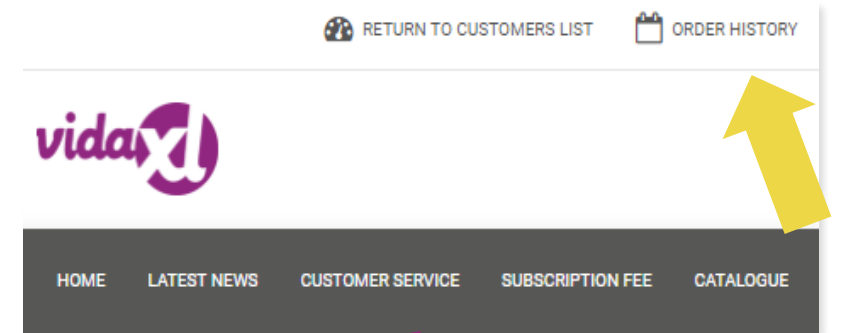 RETURN TO CUSTOMERS LIST ORDER HISTORY
vidaxl
HOME LATEST NEWS CUSTOMER SERVICE SUBSCRIPTION FEE CATALOGUE